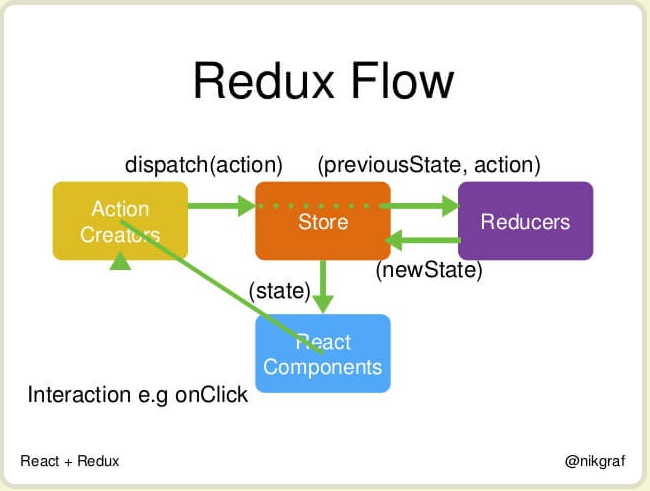 Redux Flow
dispatch(action)
(previousState, action)
Action
Creators
Store
Reducers
(newState)
(state)
React
Components
Interaction e.g onClick
React + Redux
@nikgraf